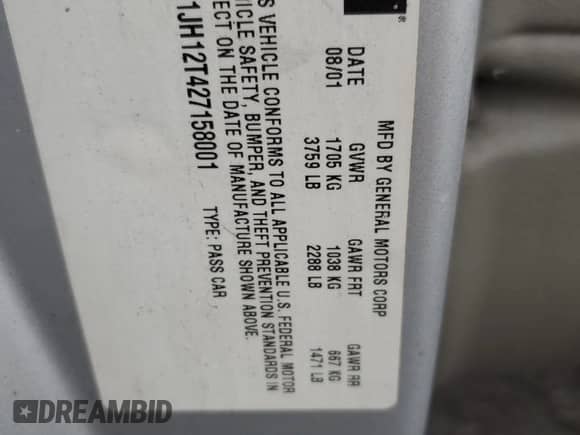 ®
MFD BY GENERAL MOTORS CORP
DATE GVWR GAWR FRT GAWR RR
08/01 1705 KG 1038 KG 667 KG
3759 LB 2288 LB 1471 LB
S VEHICLE CONFORMS TO ALL APPLICABLE U.S. FEDERAL MOTOR
HICLE SAFETY, BUMPER, AND THEFT PREVENTION STANDARDS IN
FECT ON THE DATE OF MANUFACTURE SHOWN ABOVE.
1JH12T427158001 TYPE: PASS CAR
DREAMBID